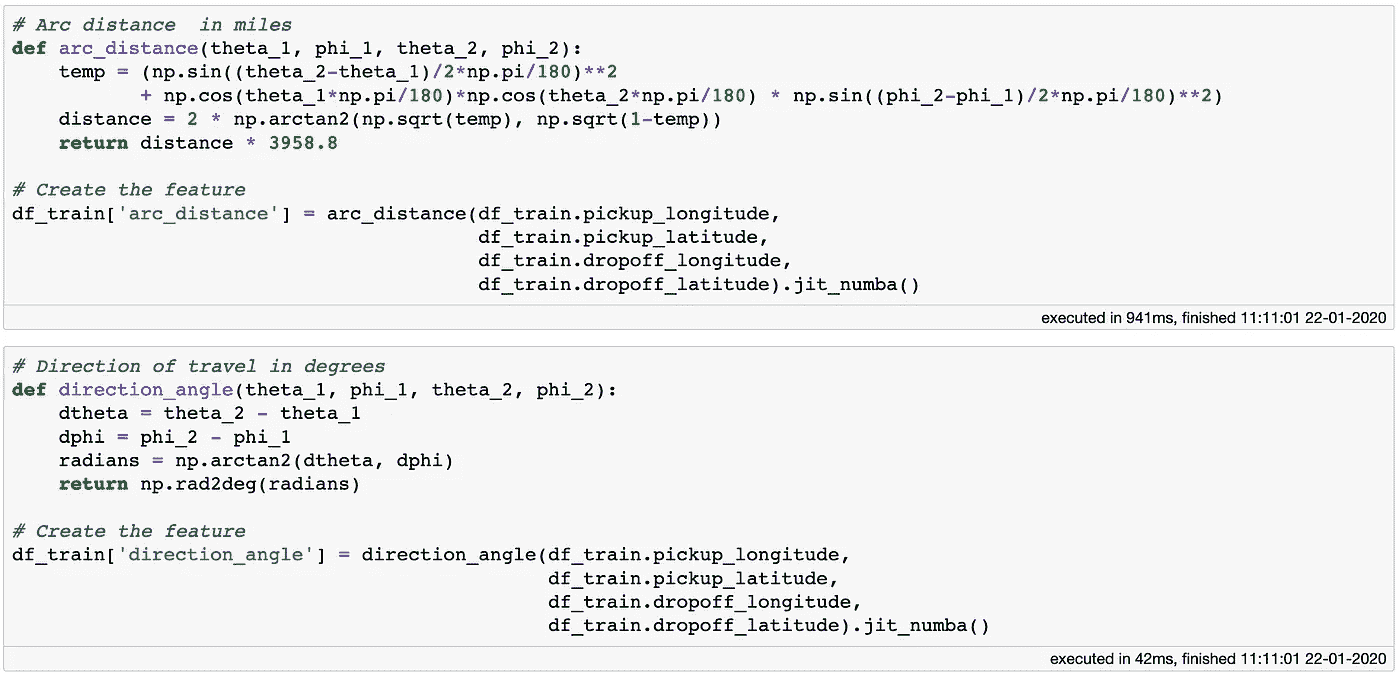 # Arc distance  in miles
def arc_distance(theta_1, phi_1, theta_2, phi_2):
    temp = (np.sin((theta_2-theta_1)/2*np.pi/180)**2
           + np.cos(theta_1*np.pi/180)*np.cos(theta_2*np.pi/180) * np.sin((phi_2-phi_1)/2*np.pi/180)**2)
    distance = 2 * np.arctan2(np.sqrt(temp), np.sqrt(1-temp))
    return distance * 3958.8
# Create the feature
df_train['arc_distance'] = arc_distance(df_train.pickup_longitude,
                                        df_train.pickup_latitude,
                                        df_train.dropoff_longitude,
                                        df_train.dropoff_latitude).jit_numba()
executed in 941ms, finished 11:11:01 22-01-2020
# Direction of travel in degrees
def direction_angle(theta_1, phi_1, theta_2, phi_2):
    dtheta = theta_2 - theta_1
    dphi = phi_2 - phi_1
    radians = np.arctan2(dtheta, dphi)
    return np.rad2deg(radians)
# Create the feature
df_train['direction_angle'] = direction_angle(df_train.pickup_longitude,
                                              df_train.pickup_latitude,
                                              df_train.dropoff_longitude,
                                              df_train.dropoff_latitude).jit_numba()
executed in 42ms, finished 11:11:01 22-01-2020